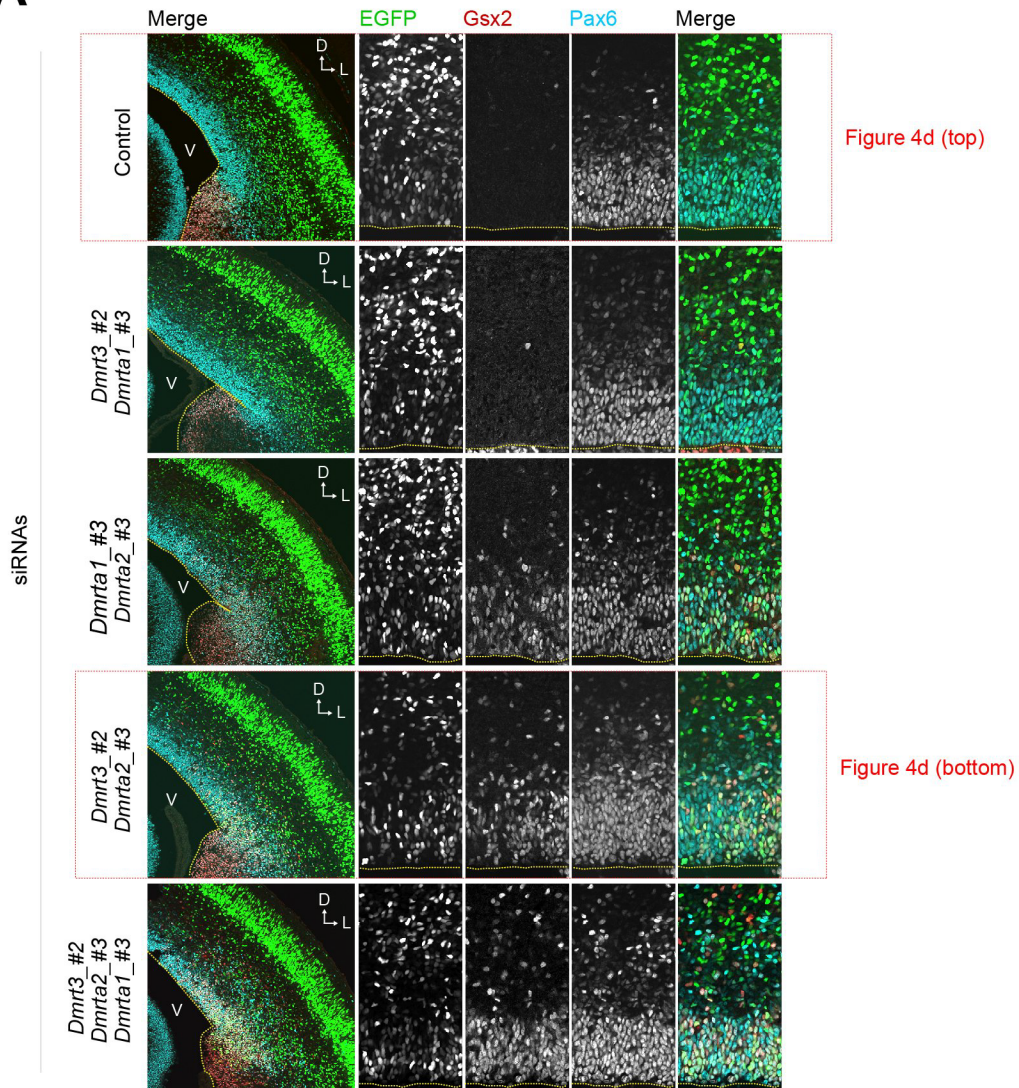 Merge EGFP Gsx2 Pax6 Merge
siRNAs
Control
D
L
V
Figure 4d (top)
Dmrt3_#2
Dmrta1_#3
D
L
V
Dmrta1_#3
Dmrta2_#3
D
L
V
Dmrt3_#2
Dmrta2_#3
D
L
V
Figure 4d (bottom)
Dmrt3_#2
Dmrta2_#3
Dmrta1_#3
D
L
V